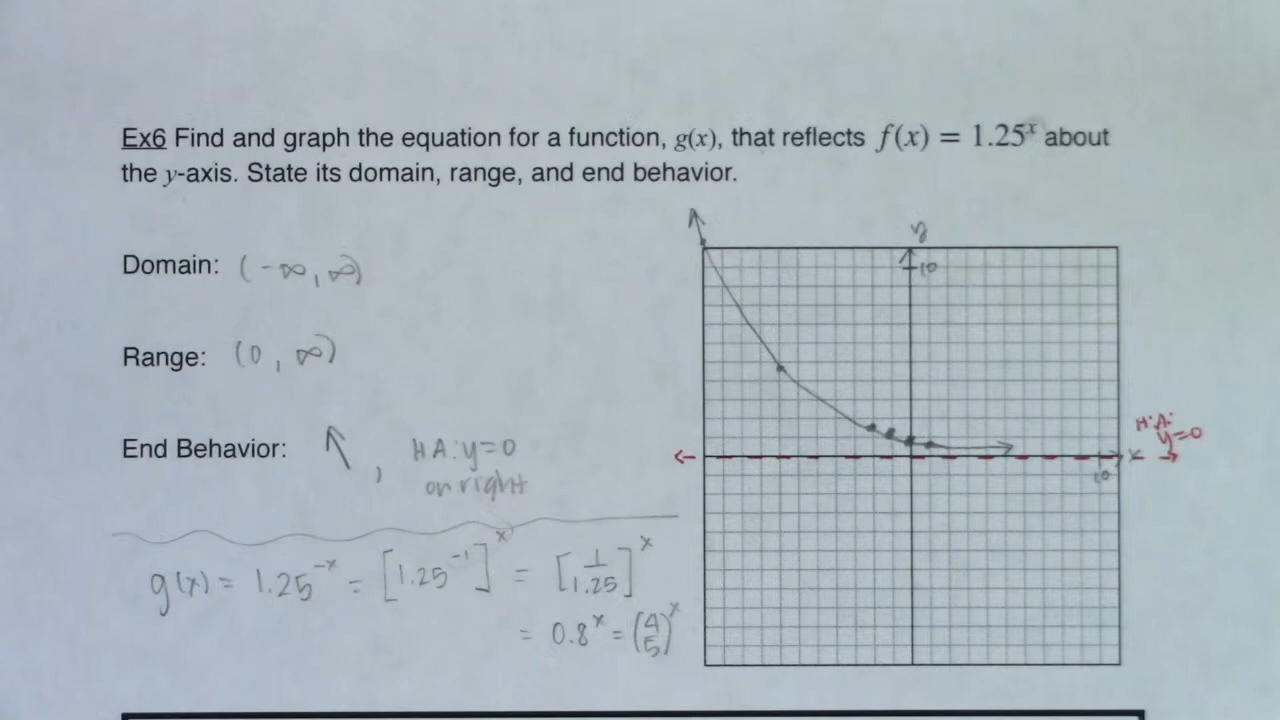 Ex6 Find and graph the equation for a function, g(x), that reflects f(x) = 1.25ˣ about
the y-axis. State its domain, range, and end behavior.
Domain: (-∞, ∞)
Range: (0, ∞)
End Behavior: ↖ , HA: y=0
on right
g(x) = 1.25⁻ˣ = [1.25⁻¹]ˣ = [1/1.25]ˣ
= 0.8ˣ = (4/5)ˣ
y
10
H.A:
y=0
x
10